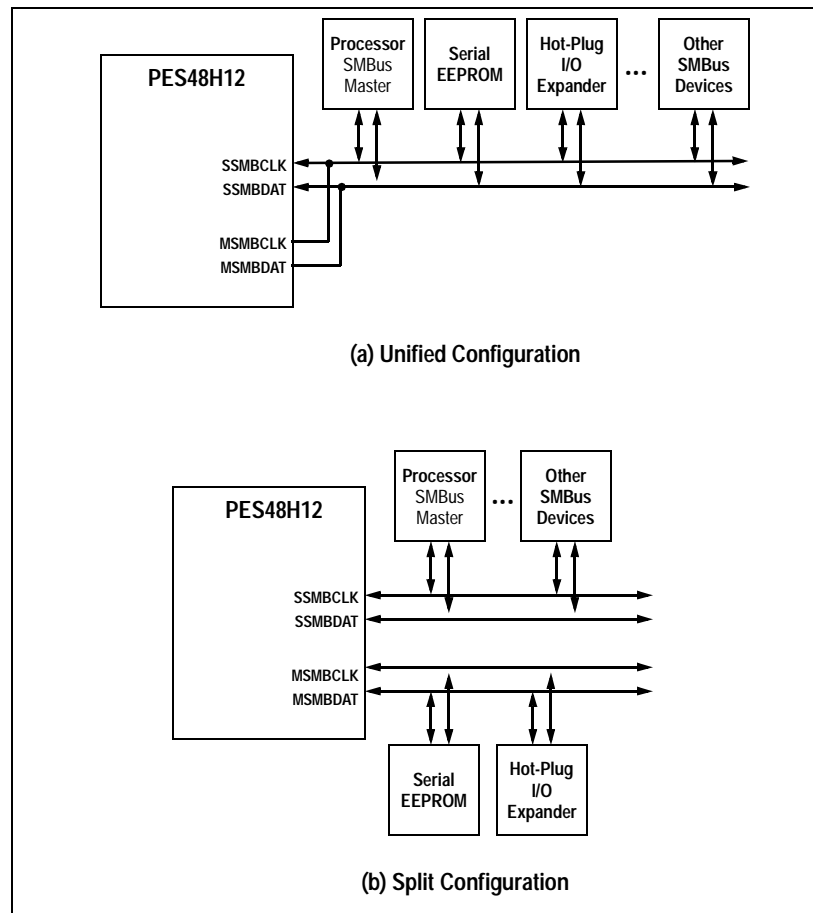 PES48H12
Processor
SMBus
Master
Serial
EEPROM
Hot-Plug
I/O
Expander
...
Other
SMBus
Devices
SSMBCLK
SSMBDAT
MSMBCLK
MSMBDAT
(a) Unified Configuration
PES48H12
Processor
SMBus
Master
...
Other
SMBus
Devices
SSMBCLK
SSMBDAT
MSMBCLK
MSMBDAT
Serial
EEPROM
Hot-Plug
I/O
Expander
(b) Split Configuration